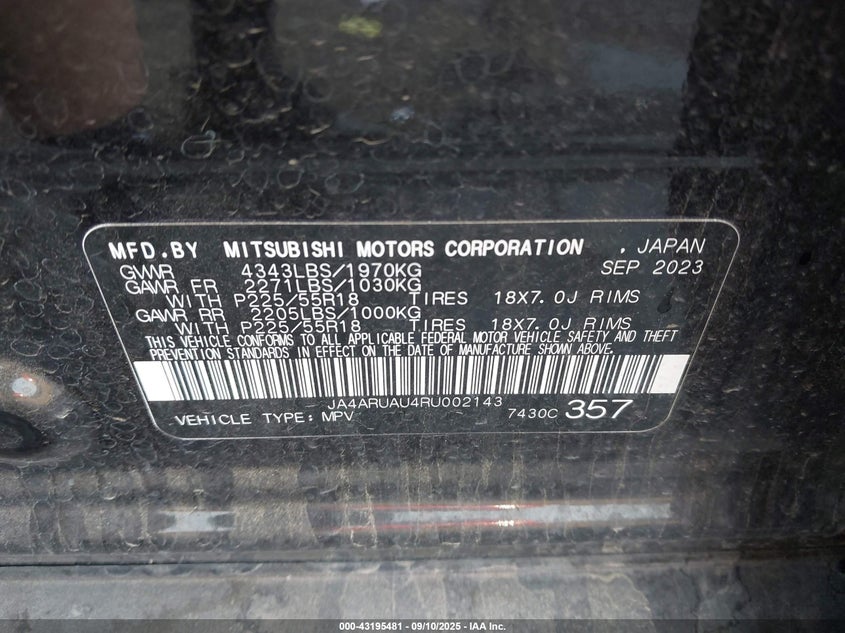 MFD.BY MITSUBISHI MOTORS CORPORATION , JAPAN
GVWR 4343LBS/1970KG SEP 2023
GAWR FR 2271LBS/1030KG
WITH P225/55R18 TIRES 18X7.0J RIMS
GAWR RR 2205LBS/1000KG
WITH P225/55R18 TIRES 18X7.0J RIMS
THIS VEHICLE CONFORMS TO ALL APPLICABLE FEDERAL MOTOR VEHICLE SAFETY AND THEFT
PREVENTION STANDARDS IN EFFECT ON THE DATE OF MANUFACTURE SHOWN ABOVE.
JA4ARUAU4RU002143
VEHICLE TYPE: MPV 7430C 357
000-43195481 - 09/10/2025 - IAA Inc.